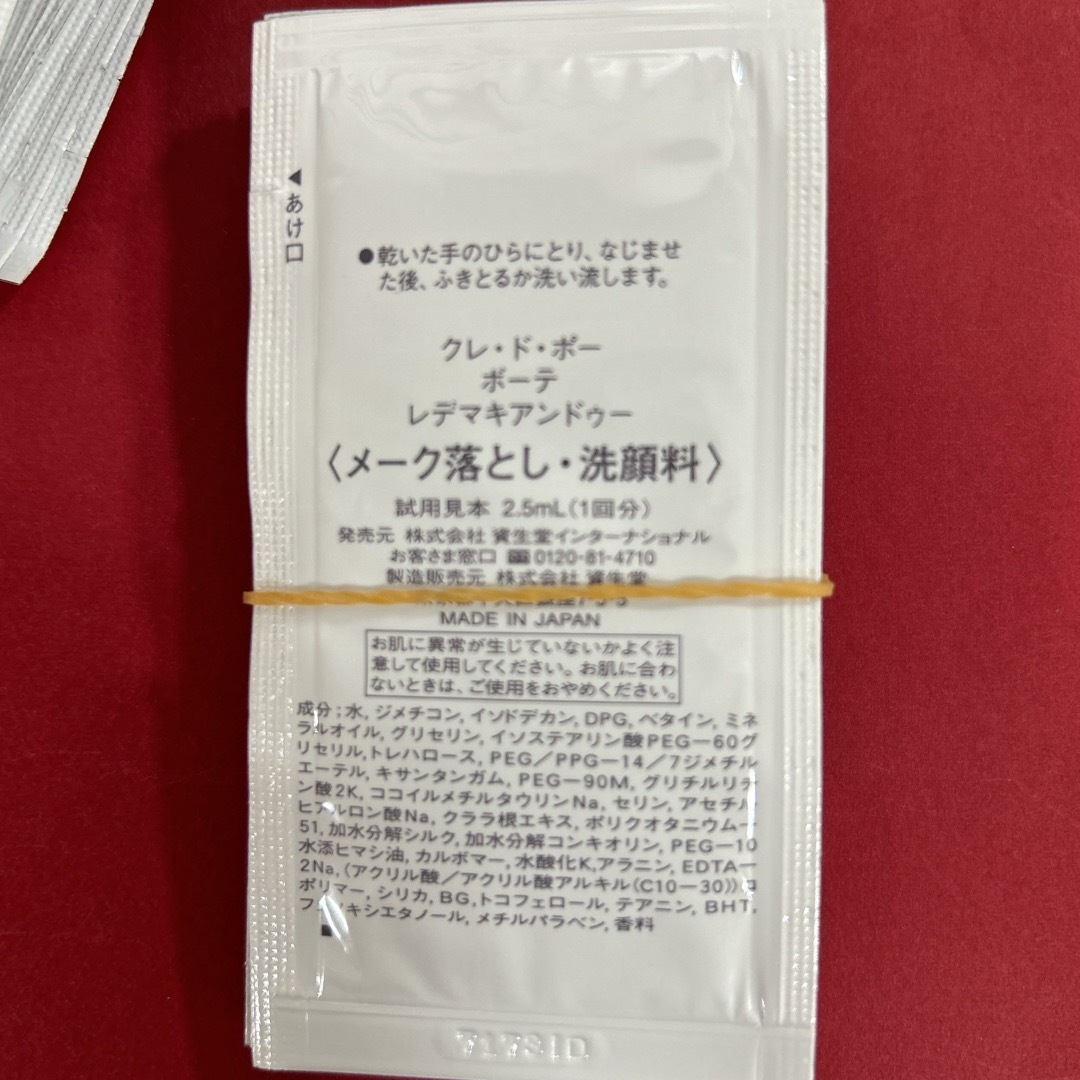 ◀あけ口
●乾いた手のひらにとり、なじませ
た後、ふきとるか洗い流します。
クレ・ド・ポー
ボーテ
レデマキアンドゥー
〈メーク落とし・洗顔料〉
試用見本 2.5mL(1回分)
発売元 株式会社 資生堂インターナショナル
お客さま窓口 0120-81-4710
製造販売元 株式会社 資生堂
MADE IN JAPAN
お肌に異常が生じていないかよく注
意して使用してください。お肌に合わ
ないときは、ご使用をおやめください。
成分;水, ジメチコン, イソドデカン, DPG, ベタイン, ミネ
ラルオイル, グリセリン, イソステアリン酸PEG−60グ
リセリル,トレハロース, PEG/PPG−14/7ジメチル
エーテル, キサンタンガム, PEG−90M, グリチルリチ
ン酸2K, ココイルメチルタウリンNa, セリン, アセチル
ヒアルロン酸Na, クララ根エキス, ポリクオタニウム−
51, 加水分解シルク, 加水分解コンキオリン, PEG−10
水添ヒマシ油, カルボマー, 水酸化K,アラニン, EDTA−
2Na, (アクリル酸/アクリル酸アルキル(C10−30))コ
ポリマー, シリカ, BG,トコフェロール, テアニン, BHT,
フェノキシエタノール, メチルパラベン, 香料